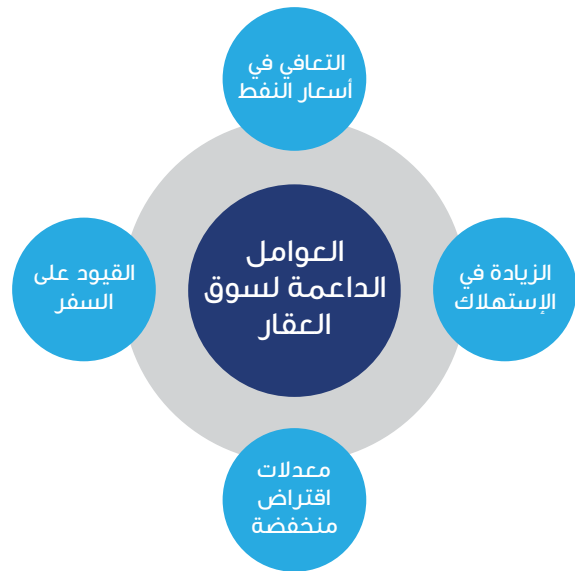 التعافي في
أسعار النفط
العوامل
الداعمة لسوق
العقار
الزيادة في
الإستهلاك
القيود على
السفر
معدلات
اقتراض
منخفضة